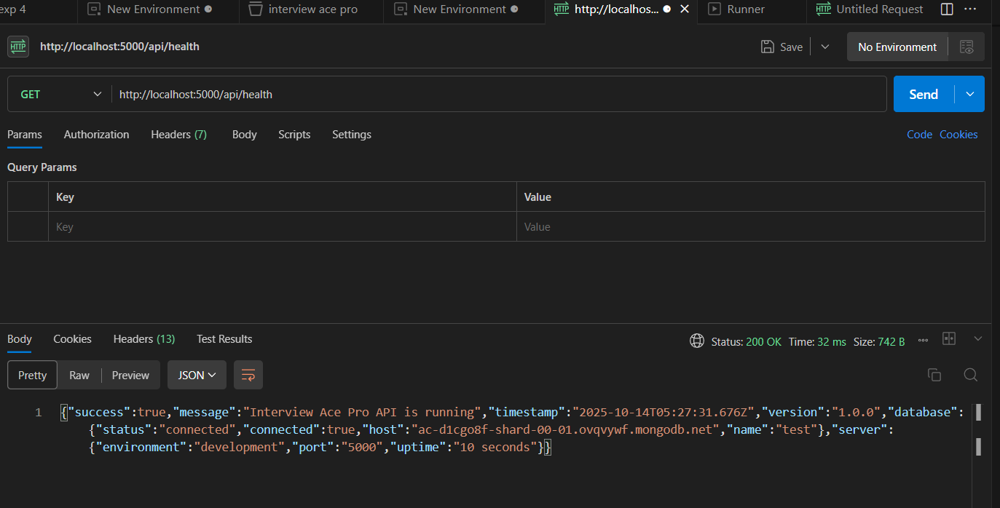 exp 4 New Environment interview ace pro New Environment http://localhos... Runner HTTP Untitled Request ...
HTTP http://localhost:5000/api/health Save No Environment
GET http://localhost:5000/api/health Send
Params Authorization Headers (7) Body Scripts Settings Code Cookies
Query Params
Key Value
Key Value
Body Cookies Headers (13) Test Results Status: 200 OK Time: 32 ms Size: 742 B
Pretty Raw Preview JSON
1 {"success":true,"message":"Interview Ace Pro API is running","timestamp":"2025-10-14T05:27:31.676Z","version":"1.0.0","database":
{"status":"connected","connected":true,"host":"ac-d1cgo8f-shard-00-01.ovqvywf.mongodb.net","name":"test"},"server":
{"environment":"development","port":"5000","uptime":"10 seconds"}}